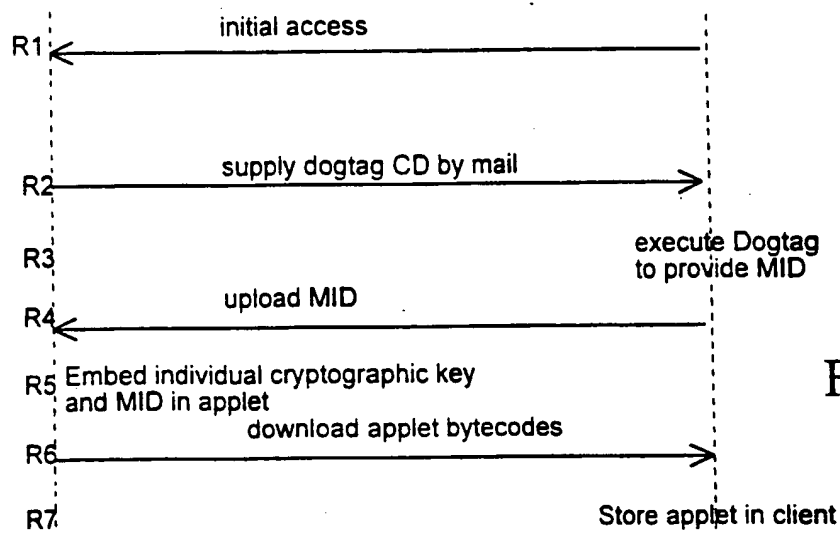 initial access
R1
supply dogtag CD by mail
R2
execute Dogtag
R3
to provide MID
upload MID
R4
R5 Embed individual cryptographic key
and MID in applet
download applet bytecodes
R6
R7
Store applet in client